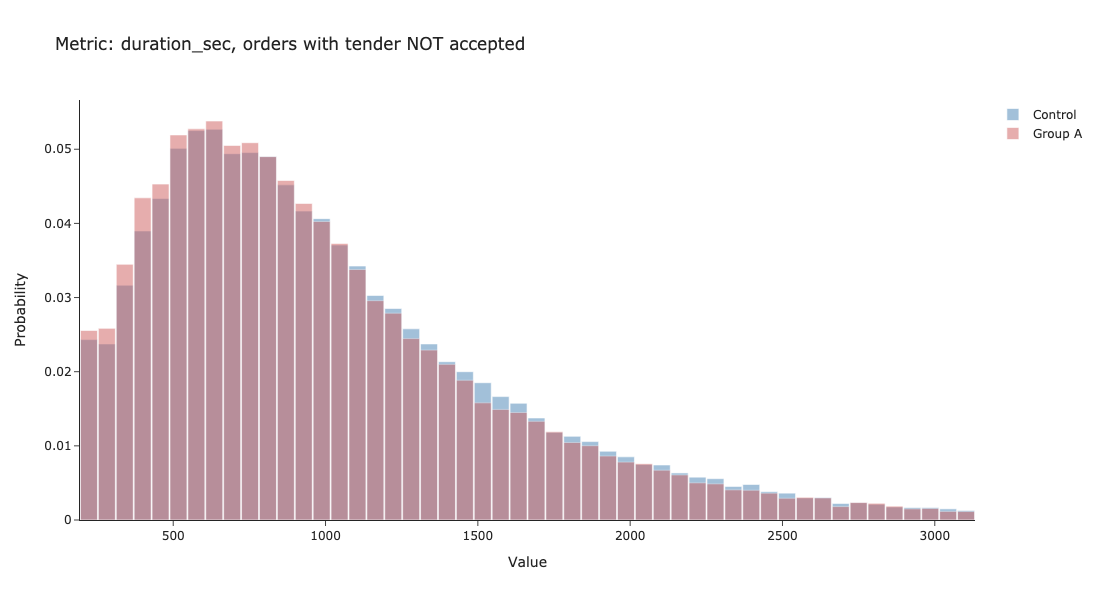 Metric: duration_sec, orders with tender NOT accepted
Control
Group A
0.05
0.04
0.03
0.02
0.01
0
Probability
500
1000
1500
2000
2500
3000
Value